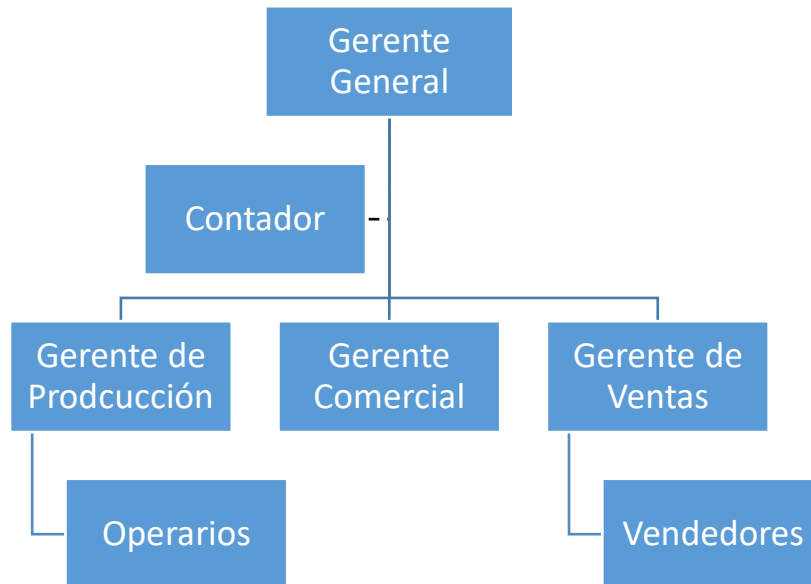 Gerente
General
Contador
Gerente de
Prodcucción
Gerente
Comercial
Gerente de
Ventas
Operarios
Vendedores